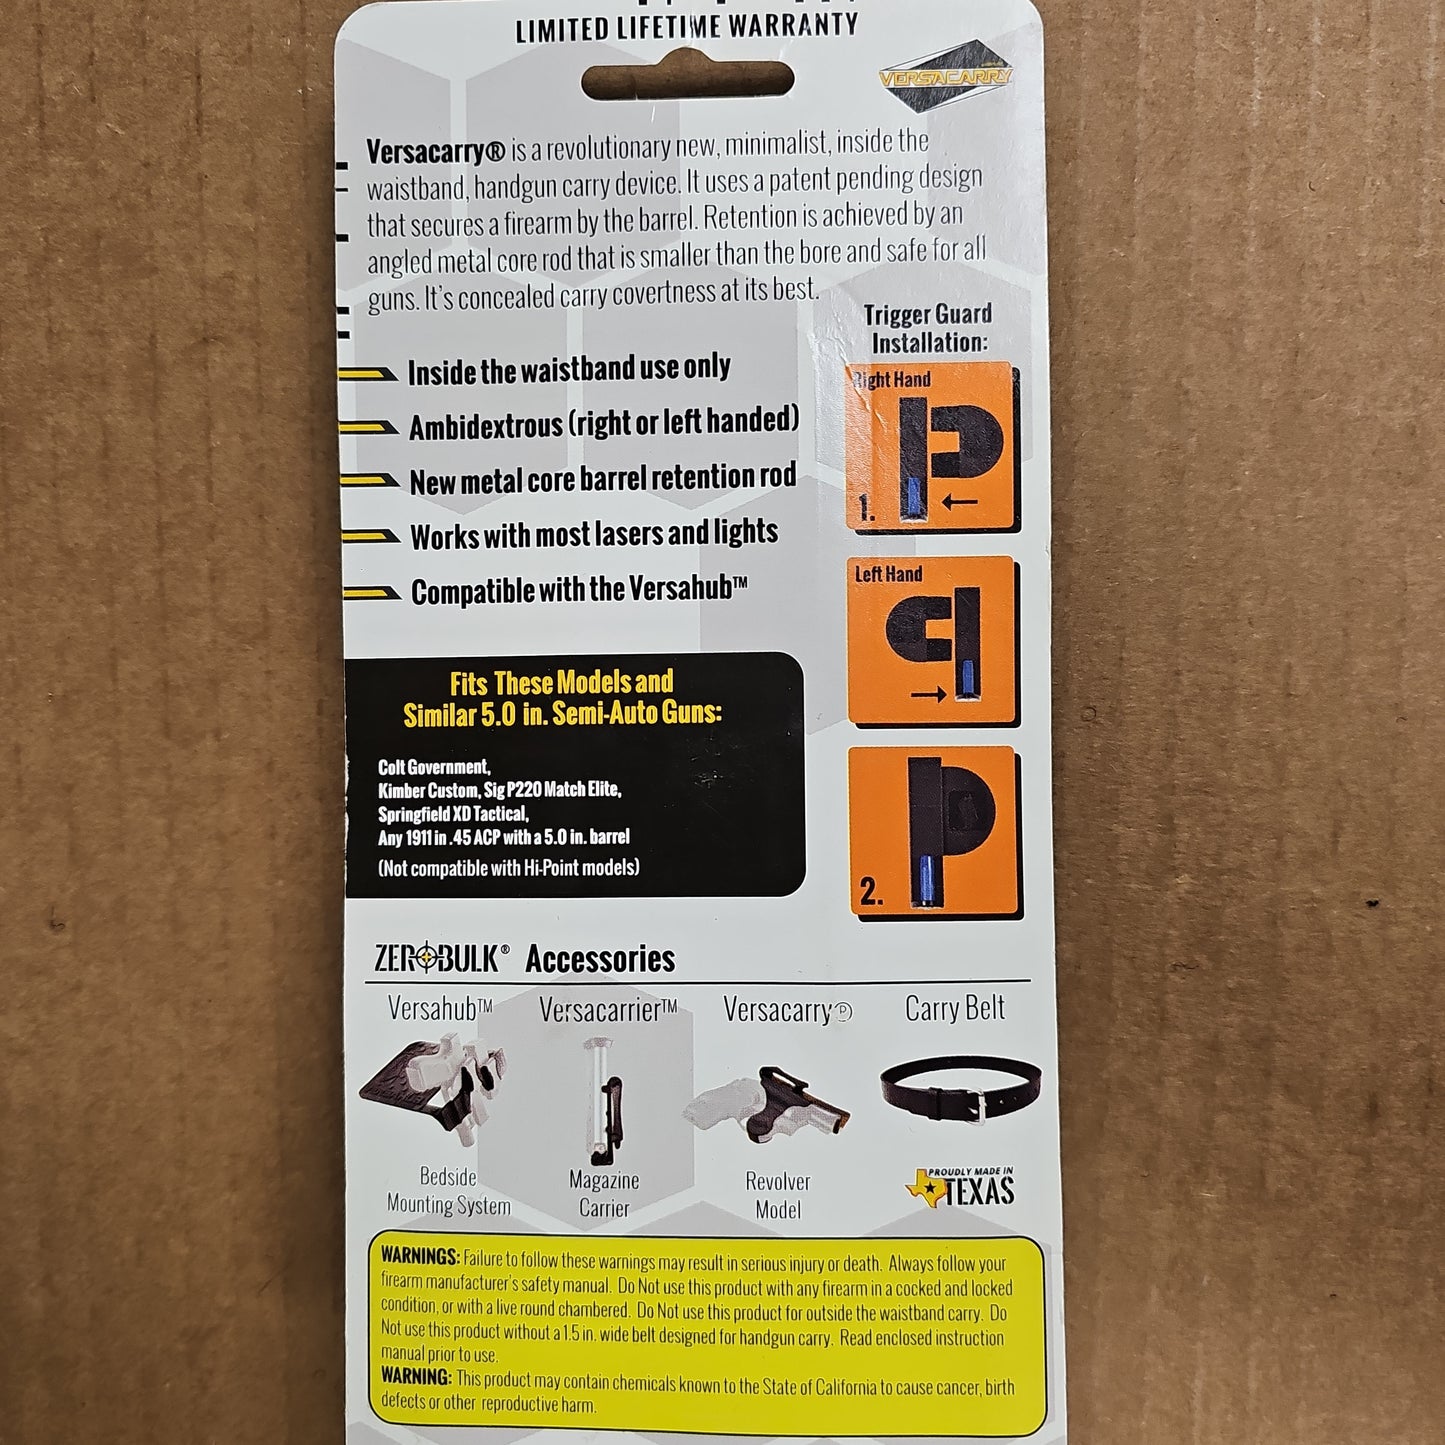 LIMITED LIFETIME WARRANTY
VERSACARRY
Versacarry® is a revolutionary new, minimalist, inside the
waistband, handgun carry device. It uses a patent pending design
that secures a firearm by the barrel. Retention is achieved by an
angled metal core rod that is smaller than the bore and safe for all
guns. It's concealed carry covertness at its best.
Inside the waistband use only
Ambidextrous (right or left handed)
New metal core barrel retention rod
Works with most lasers and lights
Compatible with the Versahub™
Trigger Guard
Installation:
Right Hand
1.
Left Hand
2.
Fits These Models and
Similar 5.0 in. Semi-Auto Guns:
Colt Government,
Kimber Custom, Sig P220 Match Elite,
Springfield XD Tactical,
Any 1911 in .45 ACP with a 5.0 in. barrel
(Not compatible with Hi-Point models)
ZEROBULK® Accessories
Versahub™ Versacarrier™ Versacarryⓟ Carry Belt
Bedside
Mounting System
Magazine
Carrier
Revolver
Model
PROUDLY MADE IN
TEXAS
WARNINGS: Failure to follow these warnings may result in serious injury or death. Always follow your
firearm manufacturer's safety manual. Do Not use this product with any firearm in a cocked and locked
condition, or with a live round chambered. Do Not use this product for outside the waistband carry. Do
Not use this product without a 1.5 in. wide belt designed for handgun carry. Read enclosed instruction
manual prior to use.
WARNING: This product may contain chemicals known to the State of California to cause cancer, birth
defects or other reproductive harm.